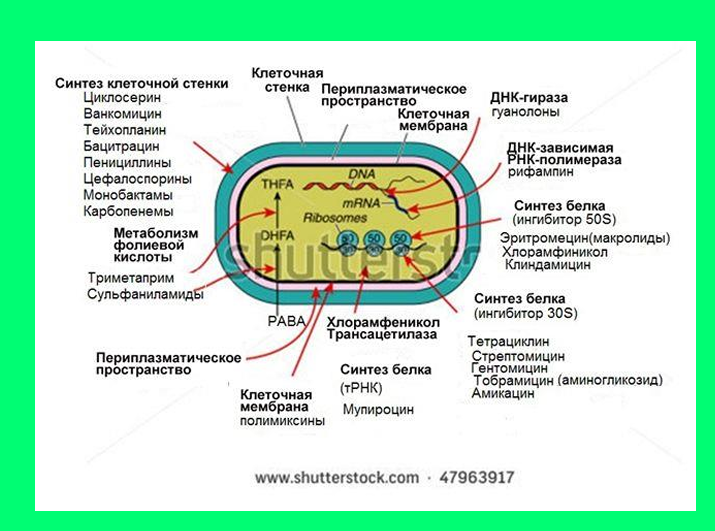 Синтез клеточной стенки
Циклосерин
Ванкомицин
Тейхопланин
Бацитрацин
Пенициллины
Цефалоспорины
Монобактамы
Карбопенемы
Клеточная
стенка
Периплазматическое
пространство
Клеточная
мембрана
ДНК-гираза
гуанолоны
ДНК-зависимая
РНК-полимераза
рифампин
Метаболизм
фолиевой
кислоты
Триметаприм
Сульфаниламиды
THFA
DNA
mRNA
Ribosomes
DHFA
50 50 50
30 30 30
shutterst
PABA
Синтез белка
(ингибитор 50S)
Эритромецин(макролиды)
Хлорамфиникол
Клиндамицин
Синтез белка
(ингибитор 30S)
Тетрациклин
Стрептомицин
Гентомицин
Тобрамицин (аминогликозид)
Амикацин
Хлорамфеникол
Трансацетилаза
Периплазматическое
пространство
Клеточная
мембрана
полимиксины
Синтез белка
(тРНК)
Мупироцин
www.shutterstock.com · 47963917